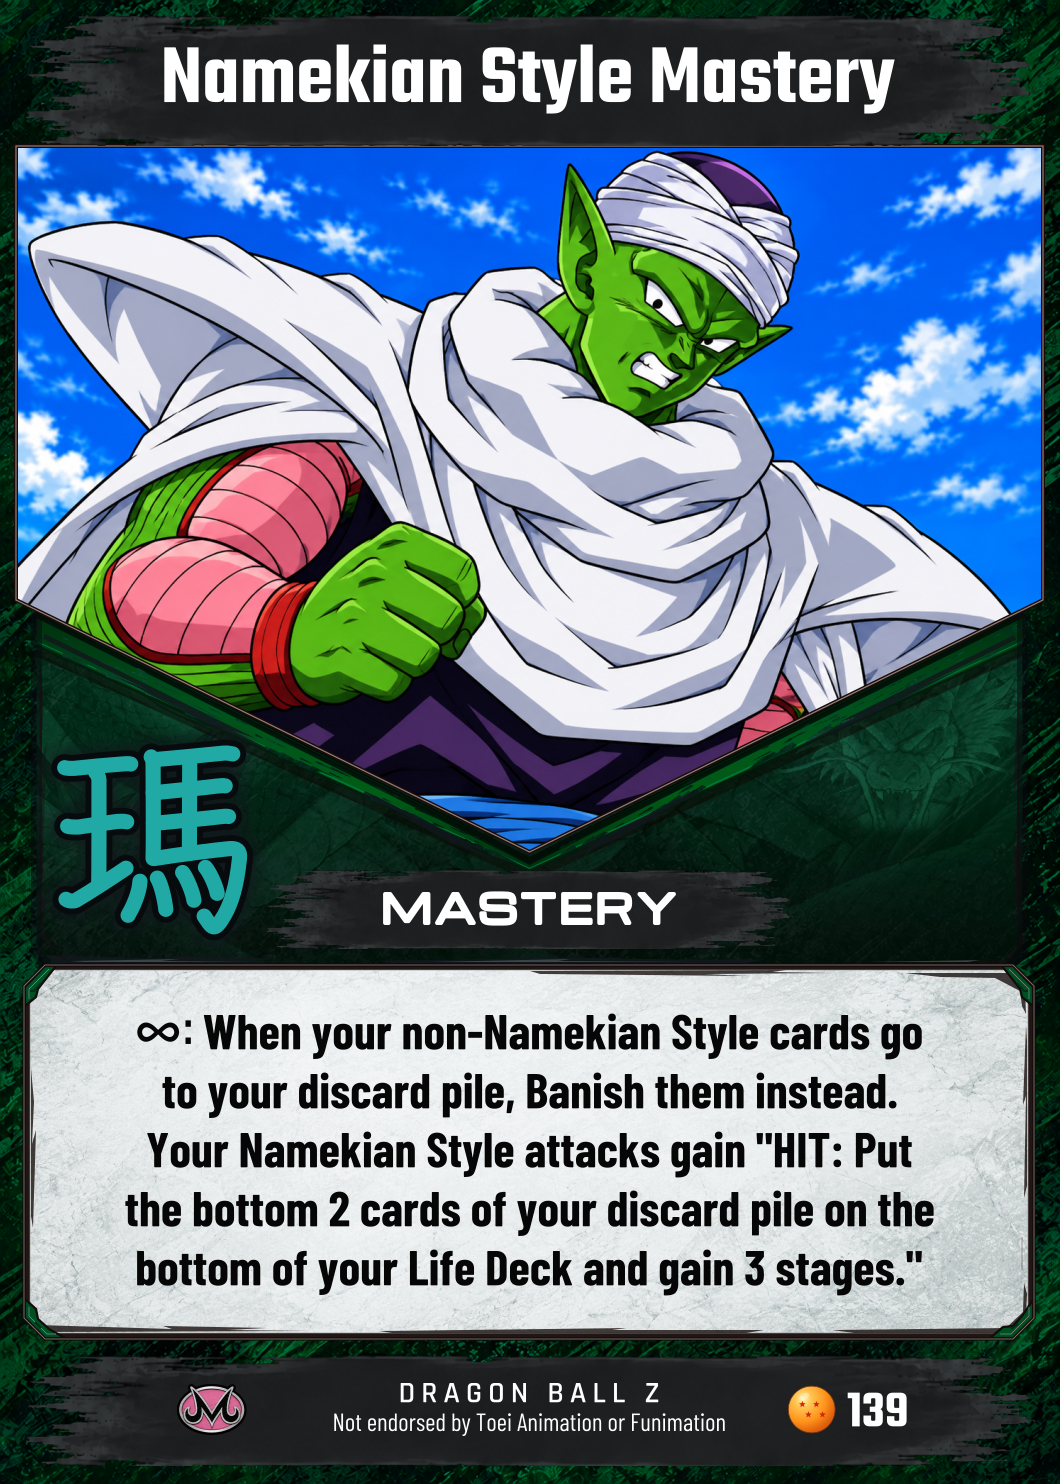 Namekian Style Mastery
瑪
MASTERY
∞: When your non-Namekian Style cards go
to your discard pile, Banish them instead.
Your Namekian Style attacks gain "HIT: Put
the bottom 2 cards of your discard pile on the
bottom of your Life Deck and gain 3 stages."
M
DRAGON BALL Z
Not endorsed by Toei Animation or Funimation
139